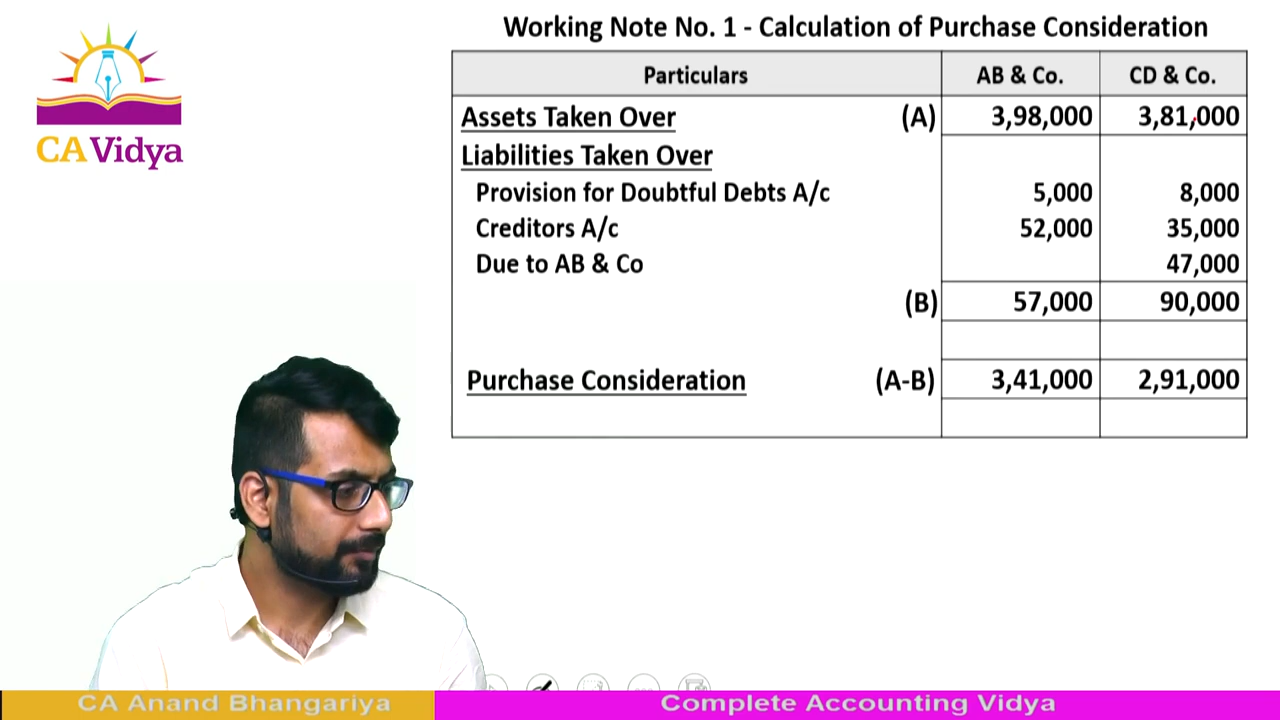 CA Vidya
Working Note No. 1 - Calculation of Purchase Consideration
Particulars AB & Co. CD & Co.
Assets Taken Over (A) 3,98,000 3,81,000
Liabilities Taken Over
Provision for Doubtful Debts A/c 5,000 8,000
Creditors A/c 52,000 35,000
Due to AB & Co 47,000
(B) 57,000 90,000
Purchase Consideration (A-B) 3,41,000 2,91,000
CA Anand Bhangariya Complete Accounting Vidya